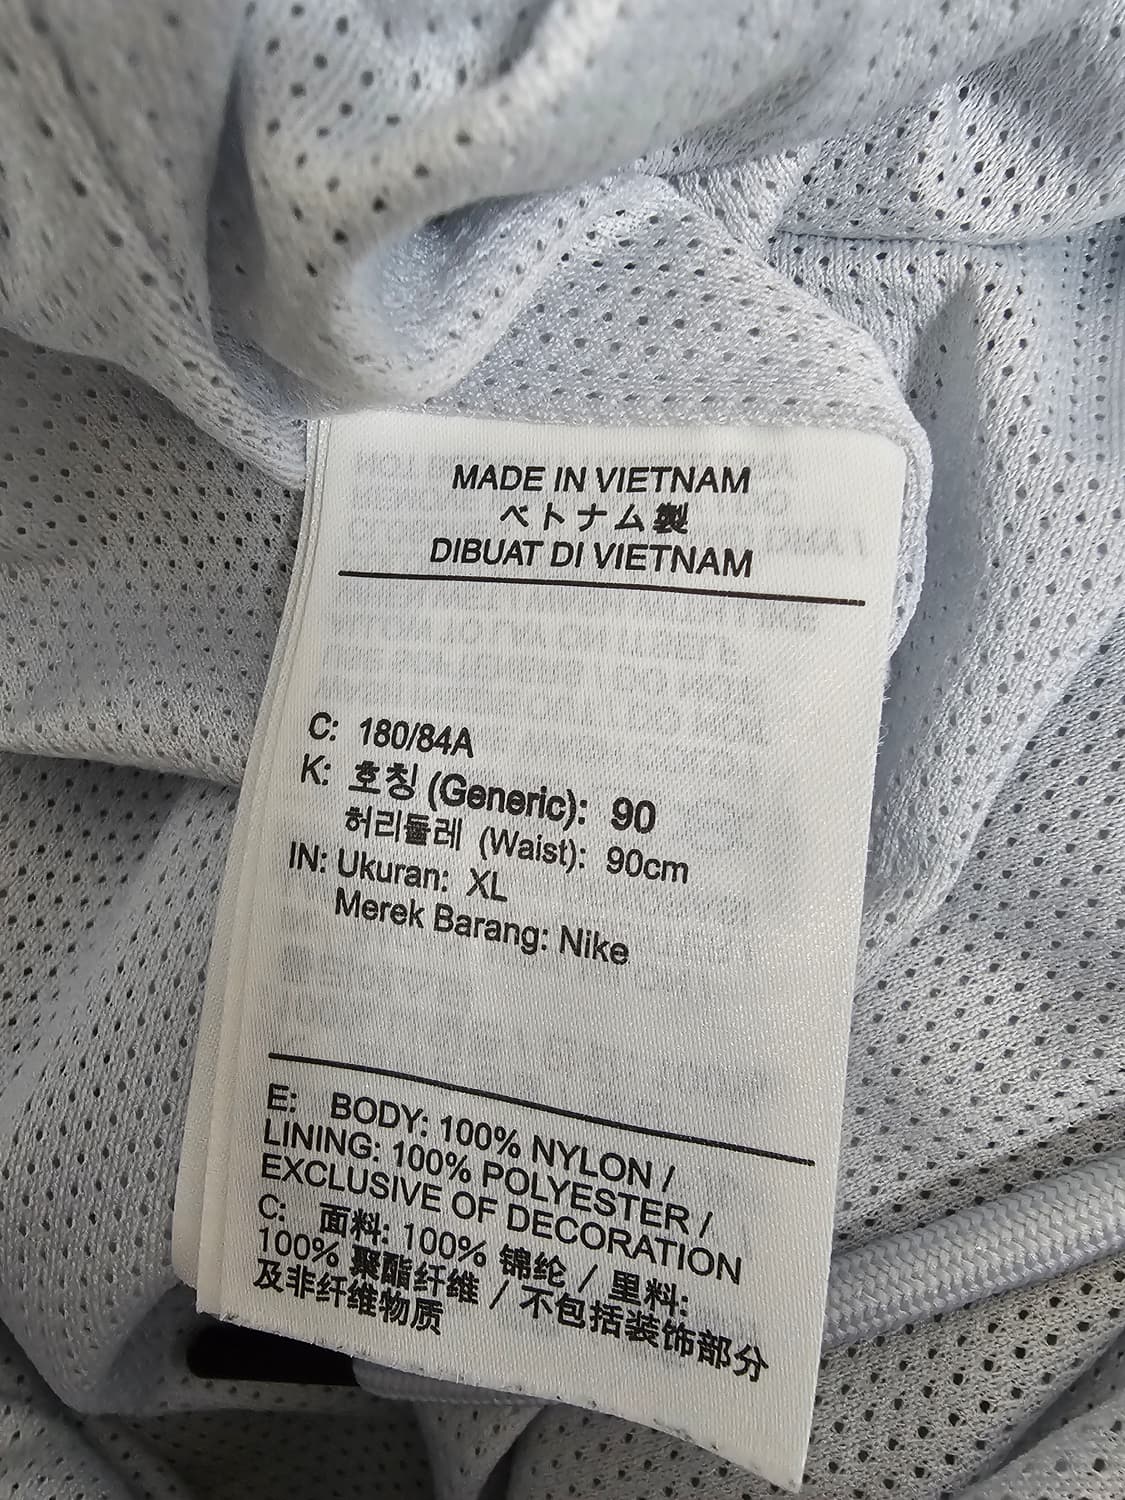 MADE IN VIETNAM
ベトナム製
DIBUAT DI VIETNAM
C: 180/84A
K: 호칭 (Generic): 90
허리둘레 (Waist): 90cm
IN: Ukuran: XL
Merek Barang: Nike
E: BODY: 100% NYLON /
LINING: 100% POLYESTER /
EXCLUSIVE OF DECORATION
C: 面料: 100% 锦纶 / 里料:
100% 聚酯纤维 / 不包括装饰部分
及非纤维物质